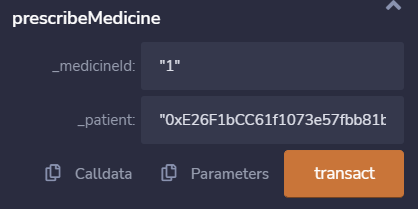 prescribeMedicine
_medicineId: "1"
_patient: "0xE26F1bCC61f1073e57fbb81b
Calldata Parameters transact